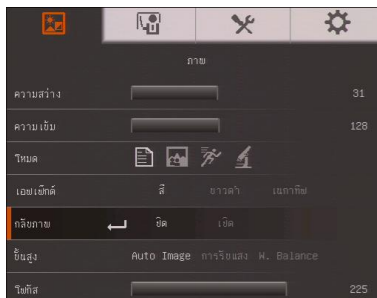 ภาพ
ความสว่าง 31
ความเข้ม 128
โหมด
เอฟเฟ็กต์ สี ขาวดำ เนกาทีฟ
กลับภาพ ปิด เปิด
ขั้นสูง Auto Image การรับแสง W. Balance
โฟกัส 225